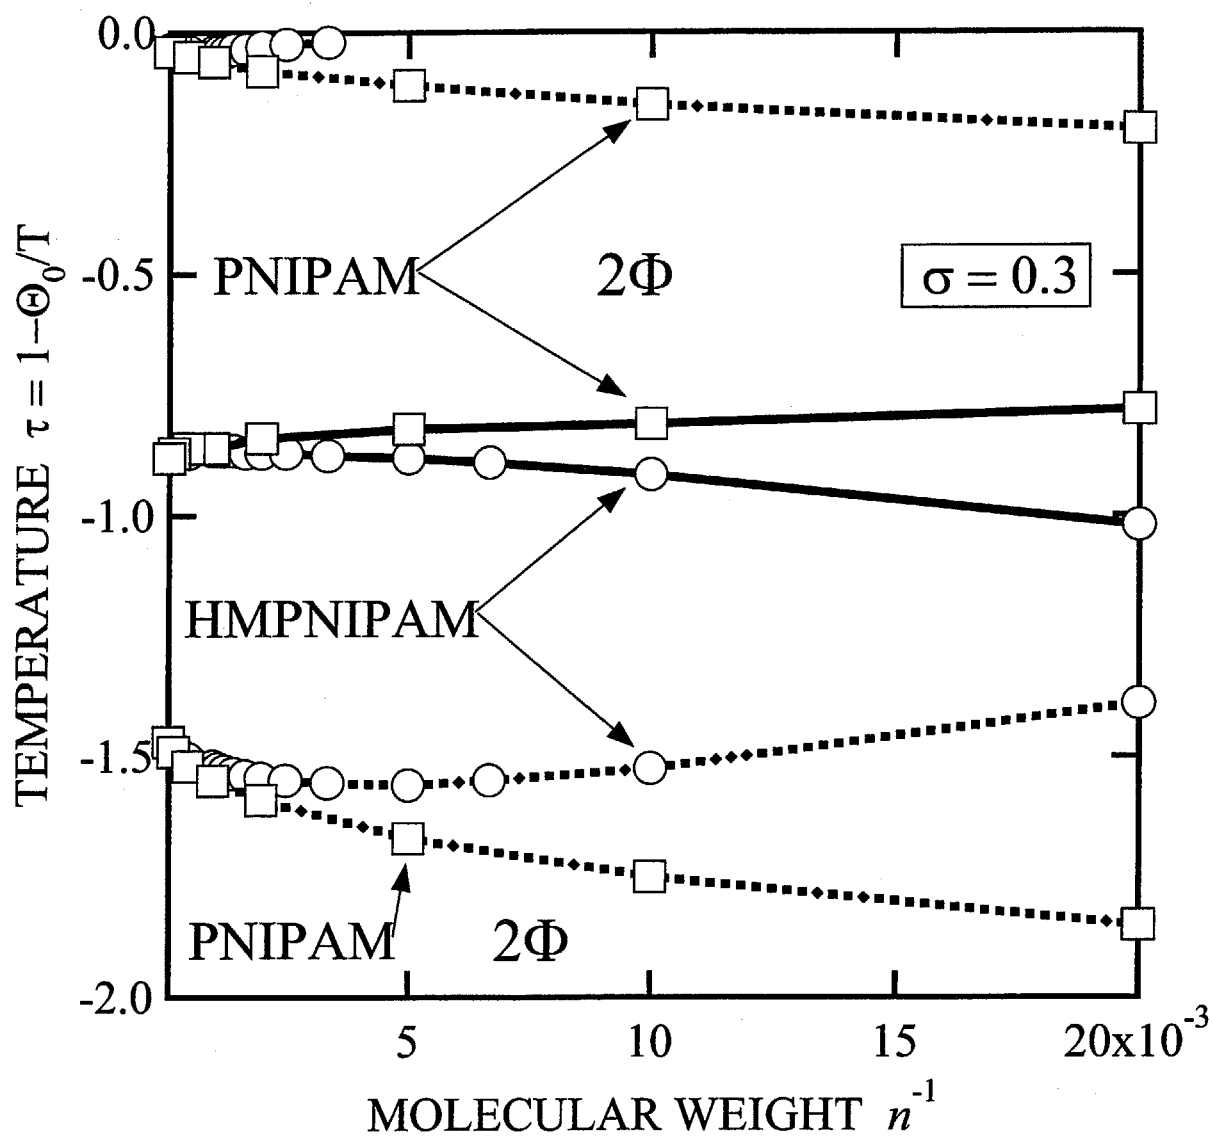 0.0
-0.5
-1.0
-1.5
-2.0
TEMPERATURE τ = 1–Θ₀/T
PNIPAM
2Φ
σ = 0.3
HMPNIPAM
PNIPAM
2Φ
5
10
15
20x10⁻³
MOLECULAR WEIGHT n⁻¹